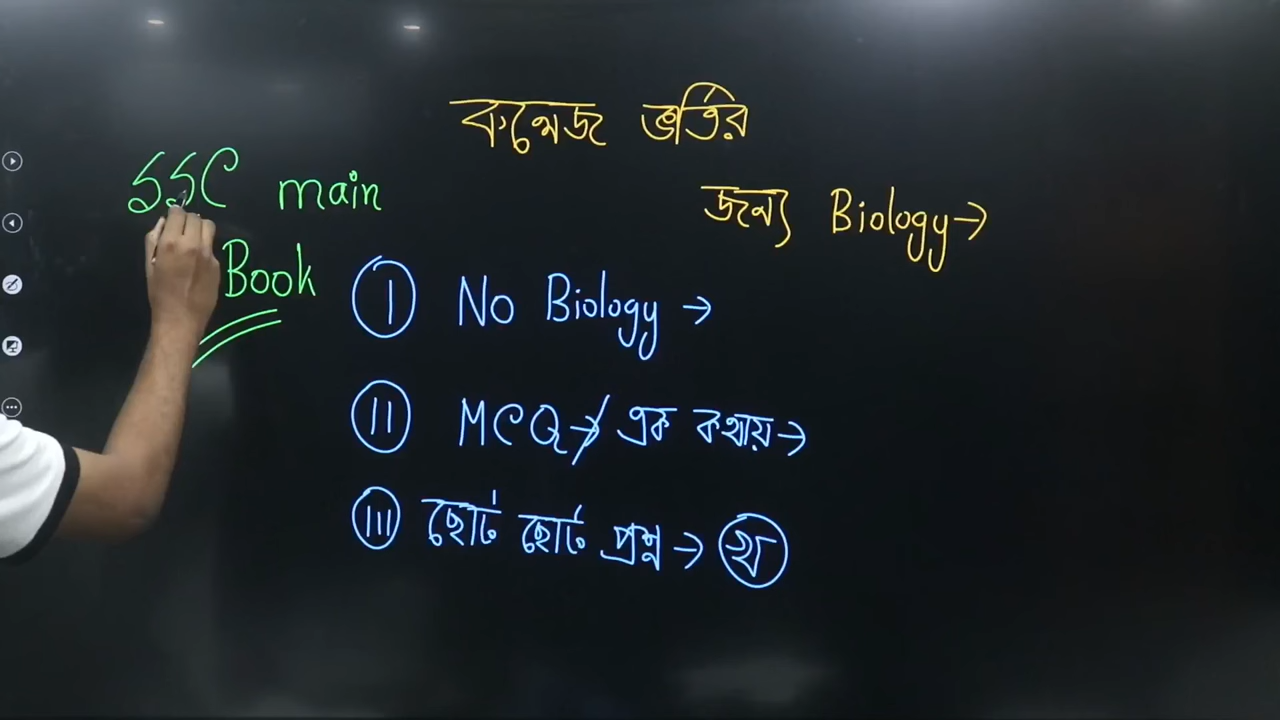 কলেজ ভর্তির
জন্য Biology→
SSC main
Book
I No Biology →
II MCQ→/ এক কথায়→
III ছোট ছোট প্রশ্ন→ খ